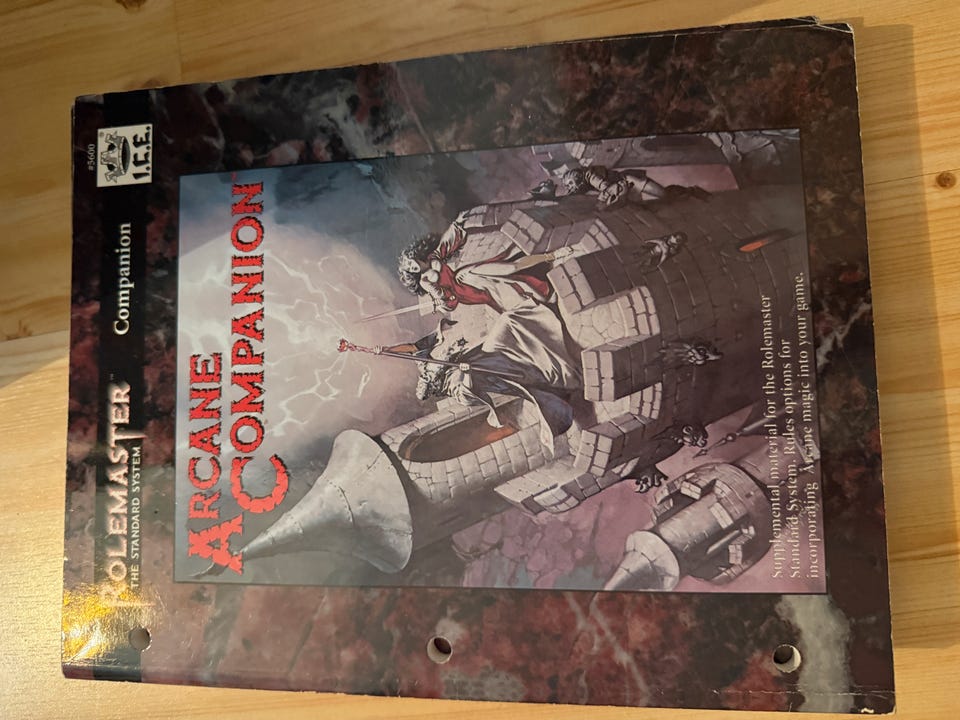 ROLEMASTER™ Companion #5600
THE STANDARD SYSTEM
I.C.E.®
ARCANE
COMPANION
Supplemental material for the Rolemaster
Standard System. Rules options for
incorporating Arcane magic into your game.